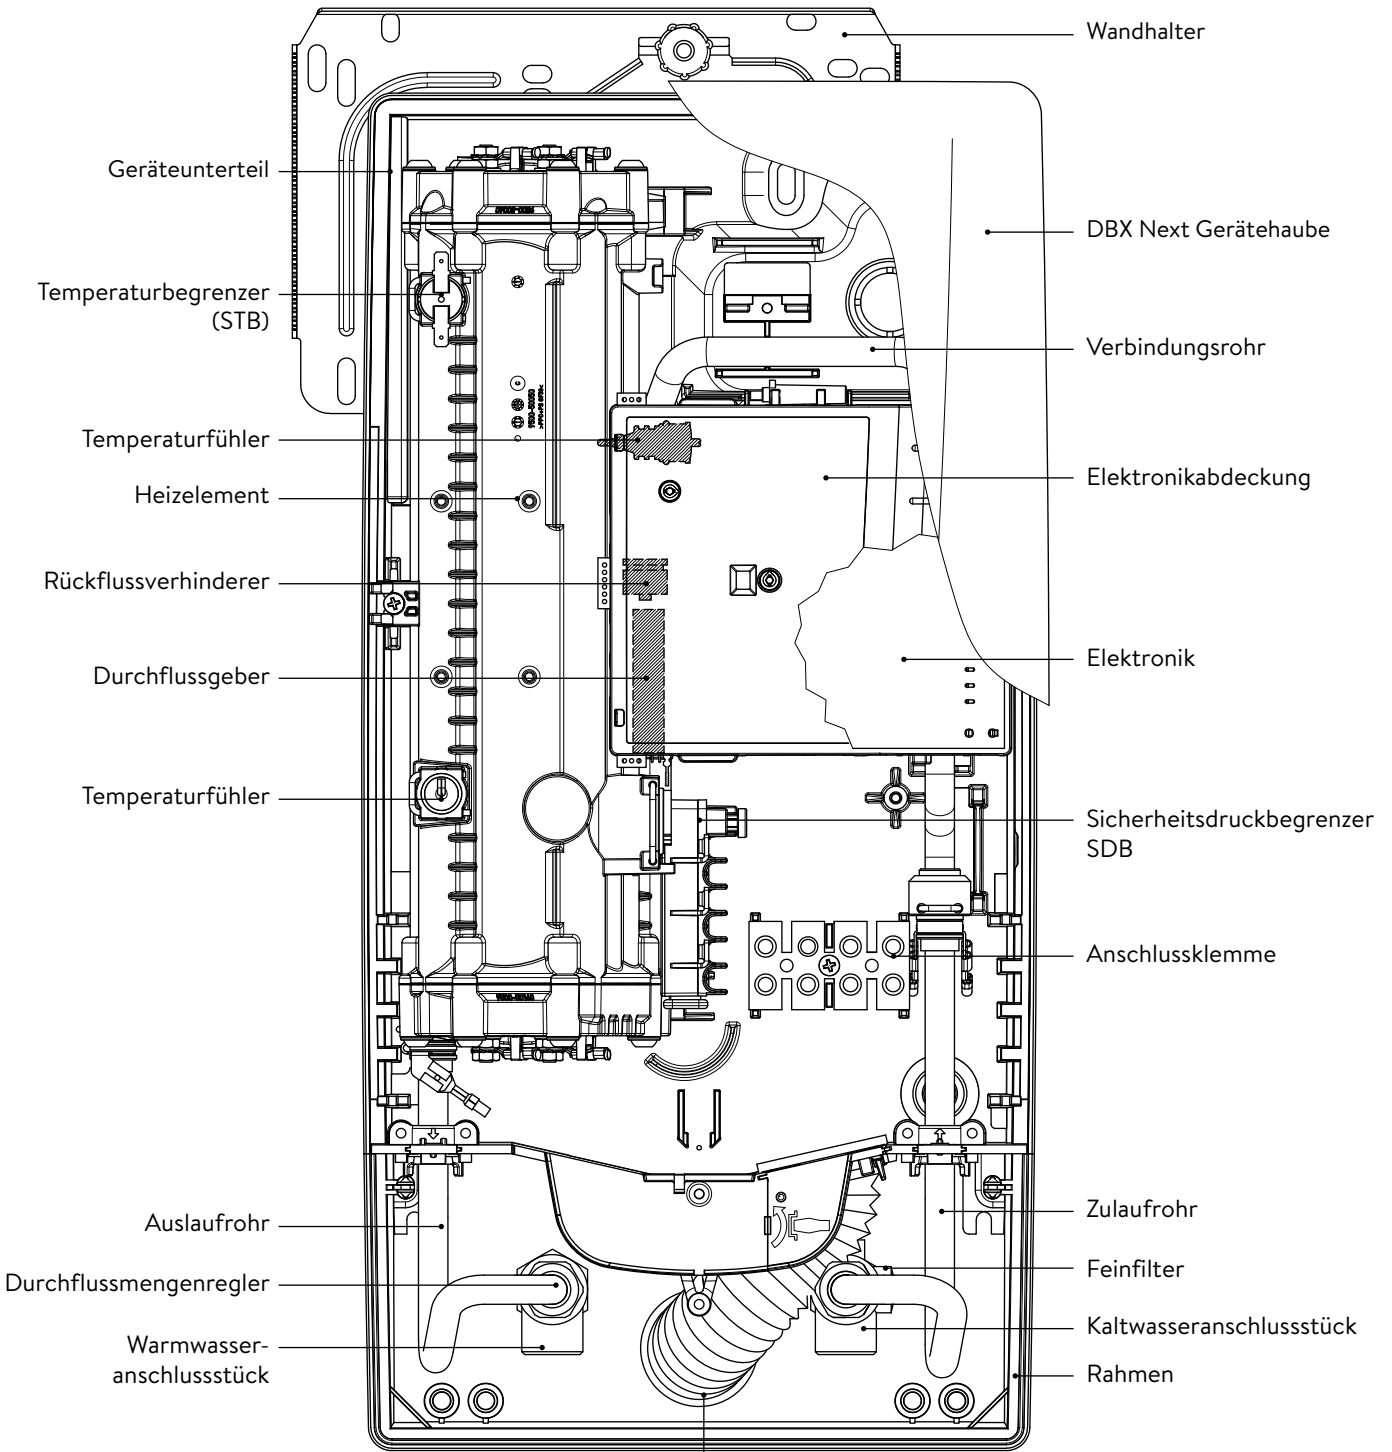 Wandhalter
Geräteunterteil
DBX Next Gerätehaube
Temperaturbegrenzer
(STB)
Verbindungsrohr
Temperaturfühler
Elektronikabdeckung
Heizelement
Rückflussverhinderer
Elektronik
Durchflussgeber
Temperaturfühler
Sicherheitsdruckbegrenzer
SDB
Anschlussklemme
Auslaufrohr
Zulaufrohr
Durchflussmengenregler
Feinfilter
Kaltwasseranschlussstück
Warmwasser-
anschlussstück
Rahmen